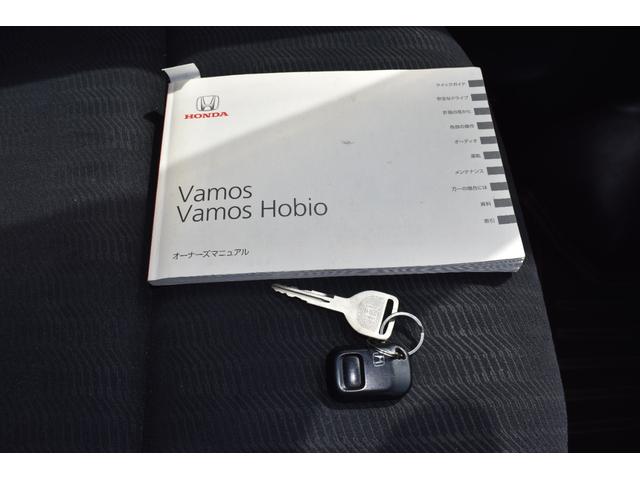 HONDA
Vamos
Vamos Hobio
オーナーズマニュアル
クイックガイド
安全なドライブ
計器の見かた
各部の操作
オーディオ
運転
メンテナンス
万一の場合には
資料
索引